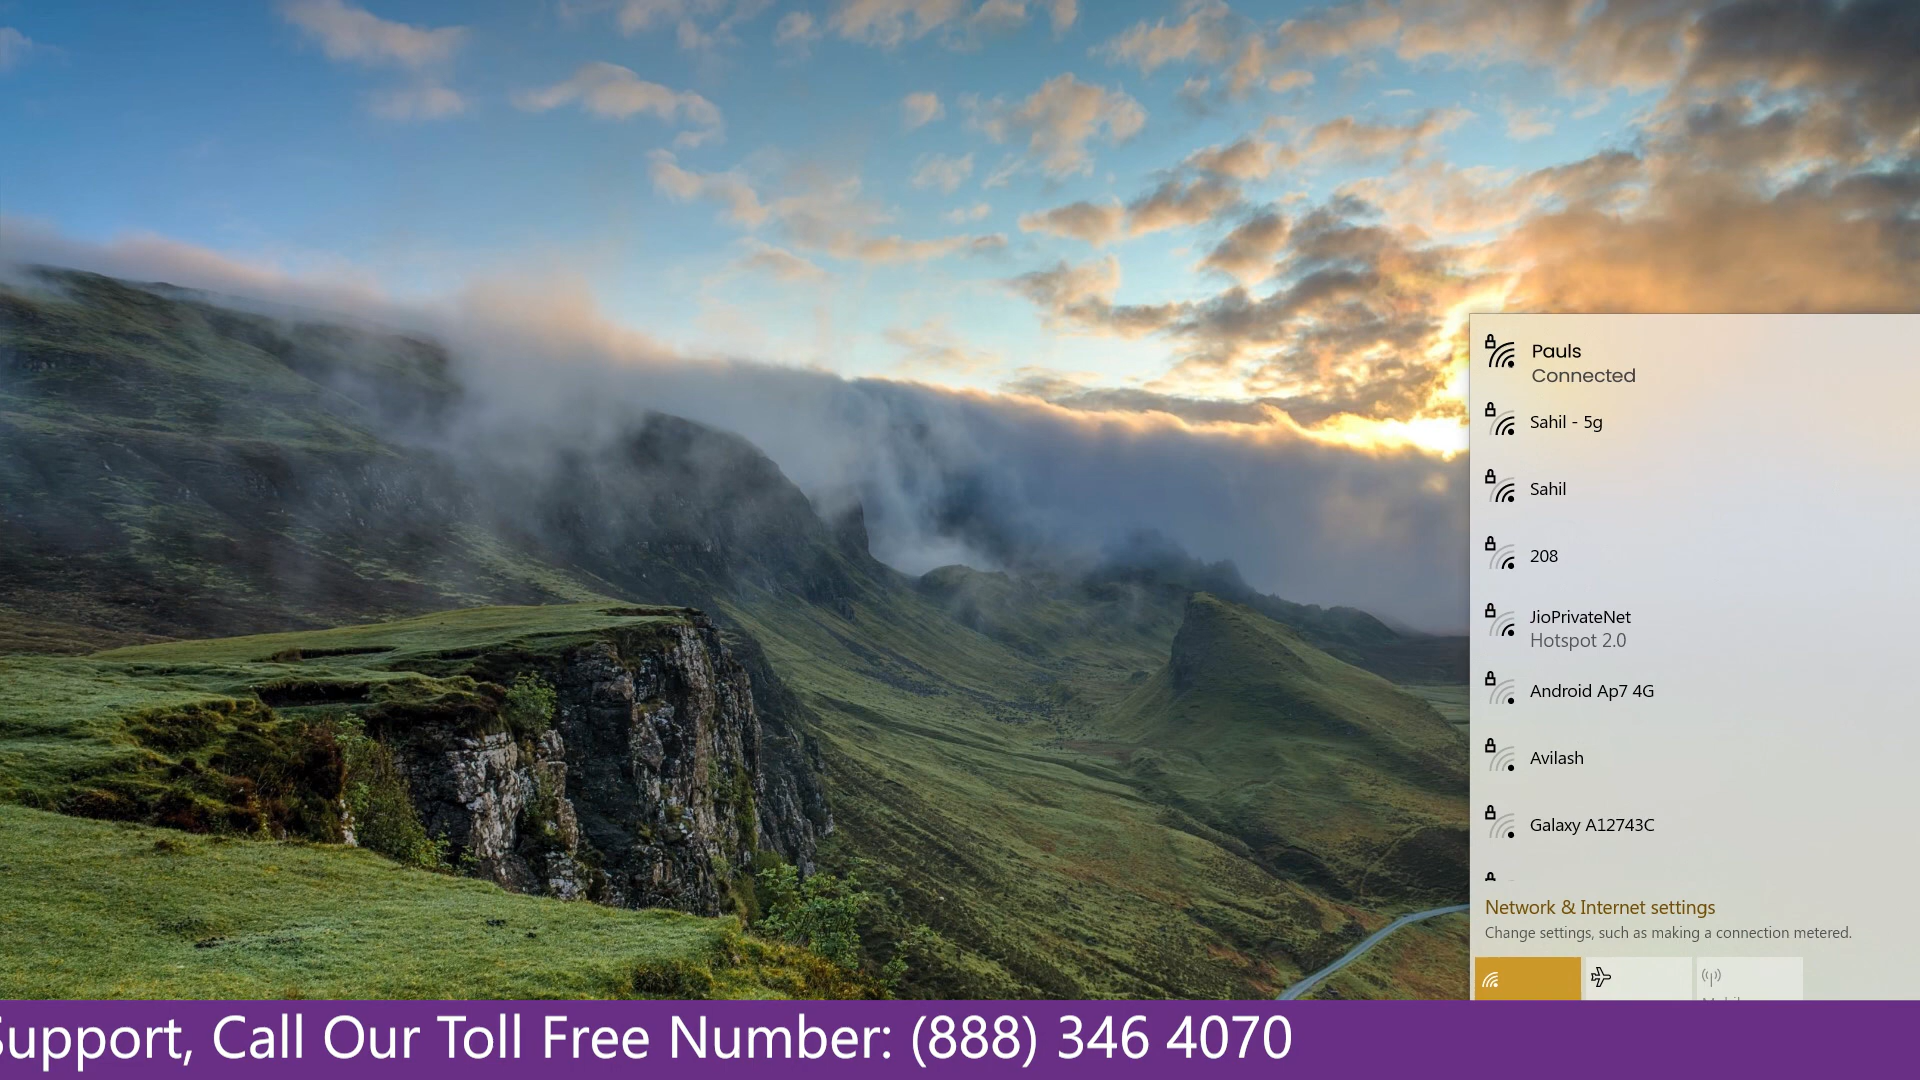 Pauls
Connected
Sahil - 5g
Sahil
208
JioPrivateNet
Hotspot 2.0
Android Ap7 4G
Avilash
Galaxy A12743C
Network & Internet settings
Change settings, such as making a connection metered.
Support, Call Our Toll Free Number: (888) 346 4070